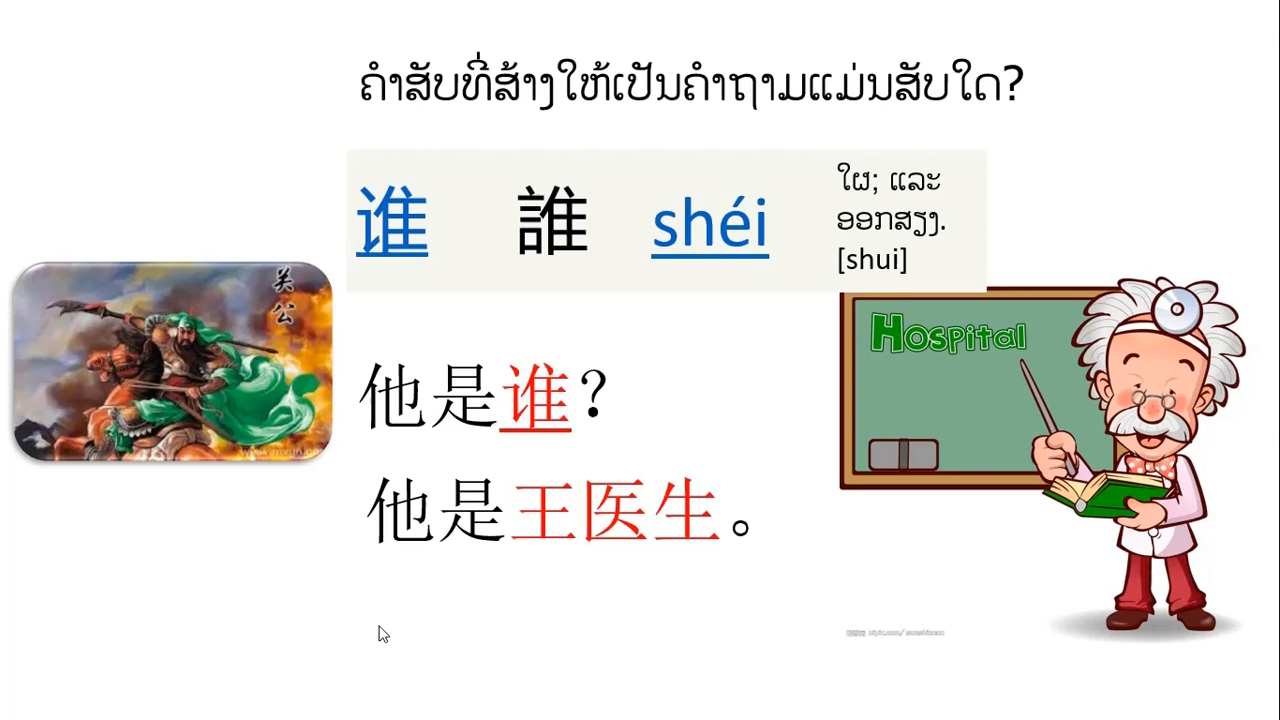 ຄຳສັບທີ່ສ້າງໃຫ້ເປັນຄຳຖາມແມ່ນສັບໃດ?
谁 誰 shéi
ໃຜ; ແລະ
ອອກສຽງ.
[shui]
关公
Hospital
他是谁？
他是王医生。